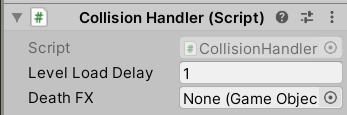 Collision Handler (Script)
Script CollisionHandler
Level Load Delay 1
Death FX None (Game Objec